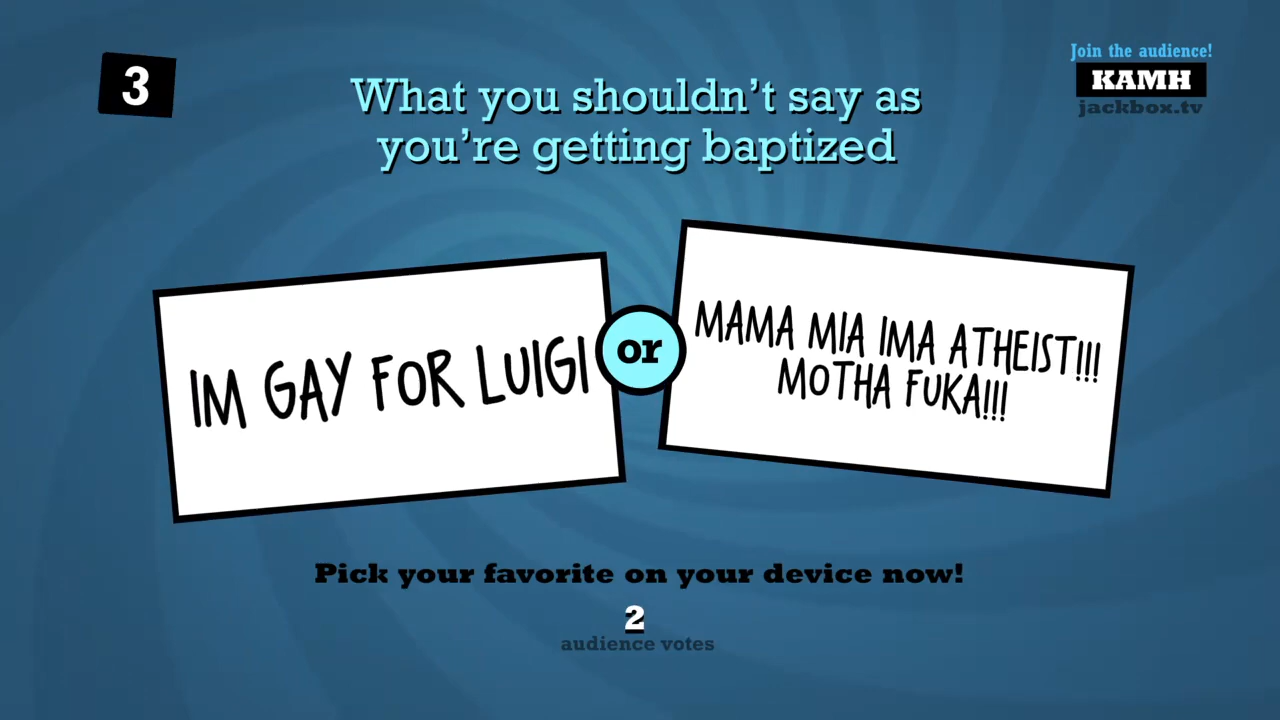 3
Join the audience!
KAMH
jackbox.tv
What you shouldn't say as
you're getting baptized
IM GAY FOR LUIGI
or
MAMA MIA IMA ATHEIST!!!
MOTHA FUKA!!!
Pick your favorite on your device now!
2
audience votes